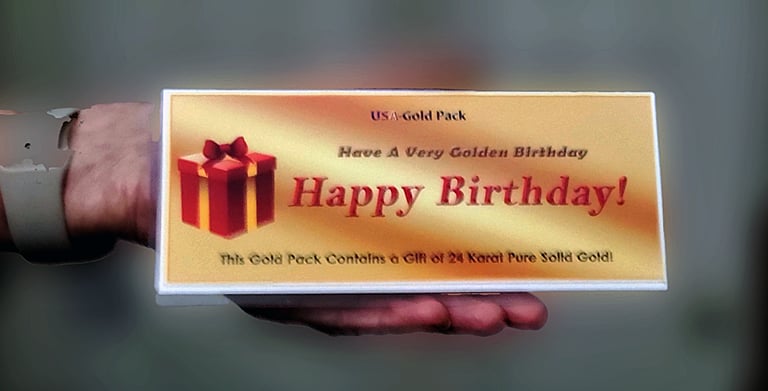 USA-Gold Pack
Have A Very Golden Birthday
Happy Birthday!
This Gold Pack Contains a Gift of 24 Karat Pure Solid Gold!